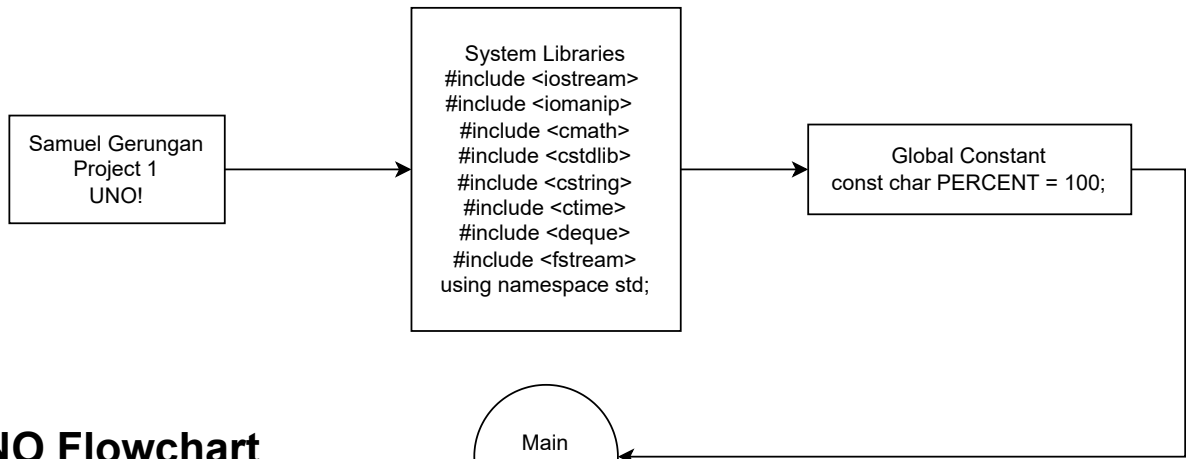 Samuel Gerungan
Project 1
UNO!
System Libraries
#include <iostream>
#include <iomanip>
#include <cmath>
#include <cstdlib>
#include <cstring>
#include <ctime>
#include <deque>
#include <fstream>
using namespace std;
Global Constant
const char PERCENT = 100;
Flowchart
Main